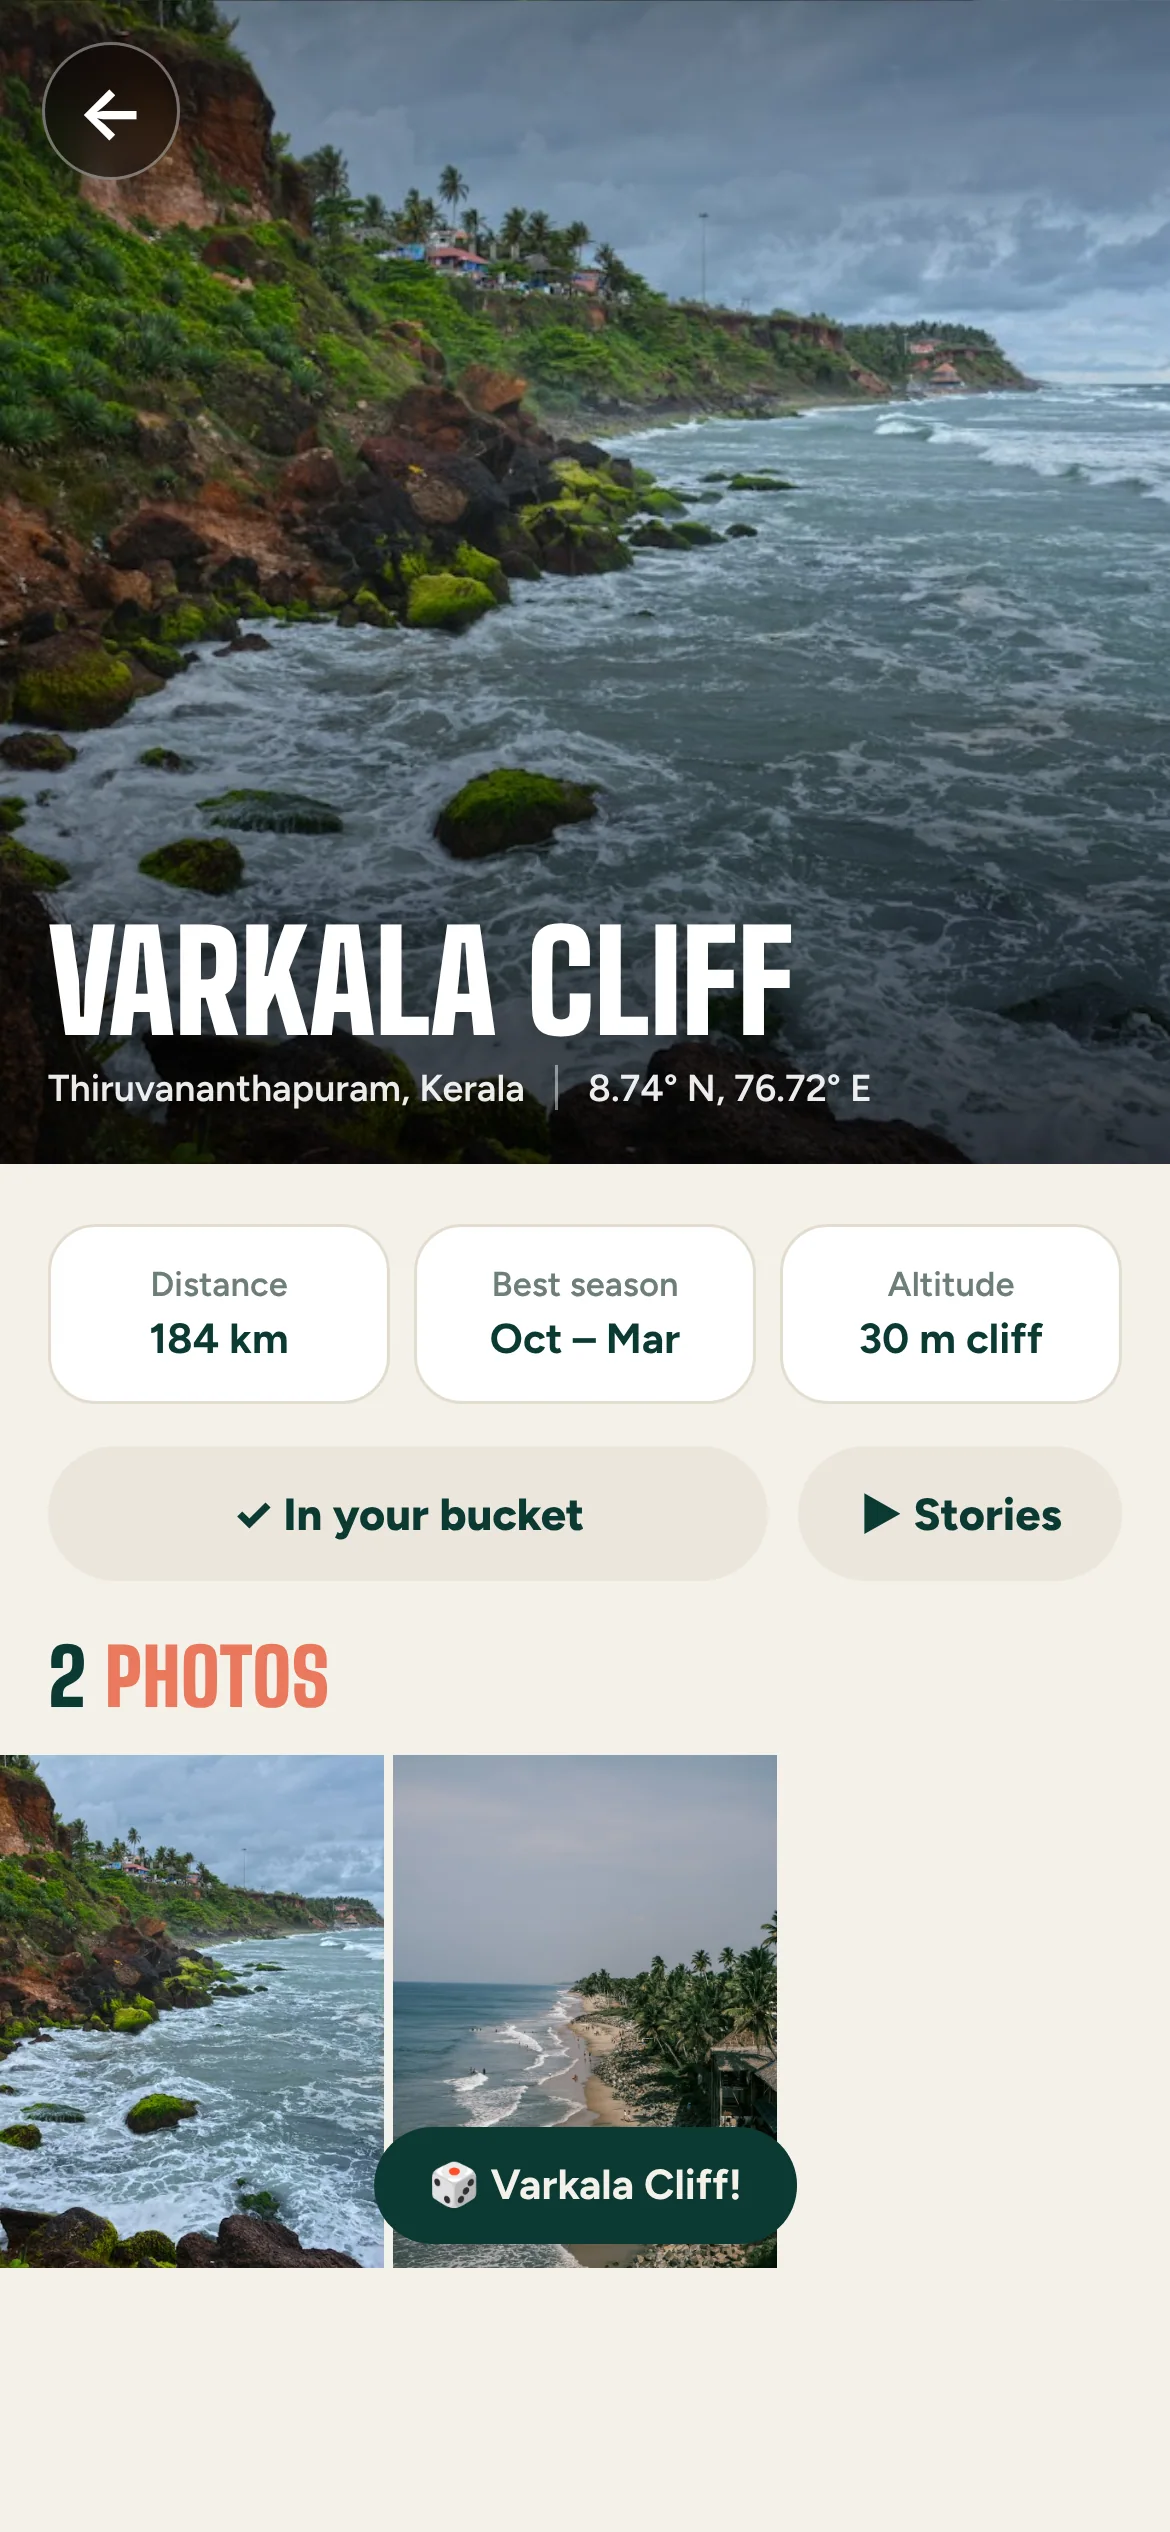 VARKALA CLIFF
Thiruvananthapuram, Kerala | 8.74° N, 76.72° E
Distance
184 km
Best season
Oct – Mar
Altitude
30 m cliff
✓ In your bucket
▶ Stories
2 PHOTOS
🎲 Varkala Cliff!